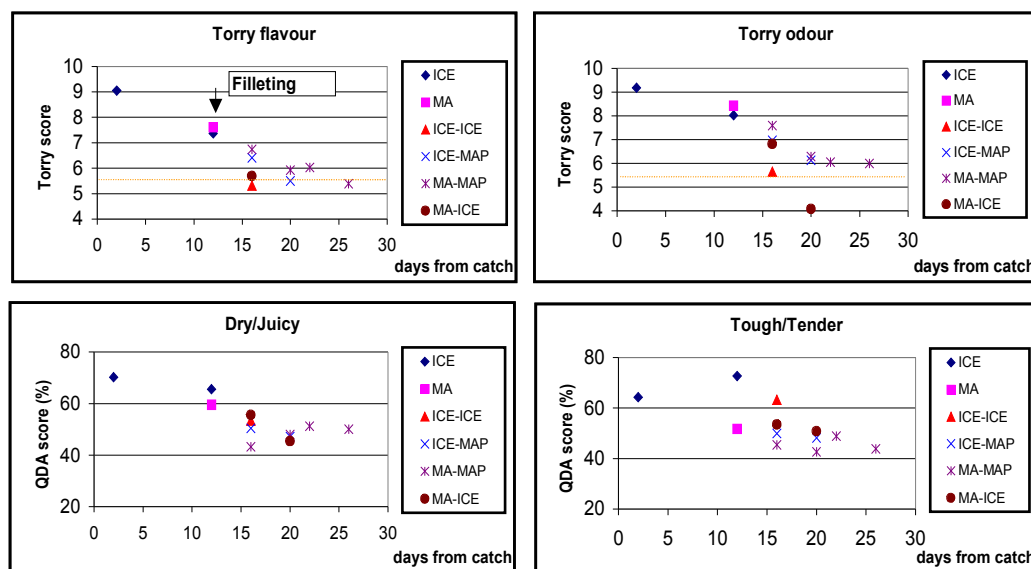 Torry flavour
Torry score
10
9
8
7
6
5
4
0 5 10 15 20 25 30
days from catch
Filleting
ICE
MA
ICE-ICE
ICE-MAP
MA-MAP
MA-ICE
Torry odour
Torry score
10
9
8
7
6
5
4
0 5 10 15 20 25 30
days from catch
ICE
MA
ICE-ICE
ICE-MAP
MA-MAP
MA-ICE
Dry/Juicy
QDA score (%)
80
60
40
20
0 5 10 15 20 25 30
days from catch
ICE
MA
ICE-ICE
ICE-MAP
MA-MAP
MA-ICE
Tough/Tender
QDA score (%)
80
60
40
20
0 5 10 15 20 25 30
days from catch
ICE
MA
ICE-ICE
ICE-MAP
MA-MAP
MA-ICE